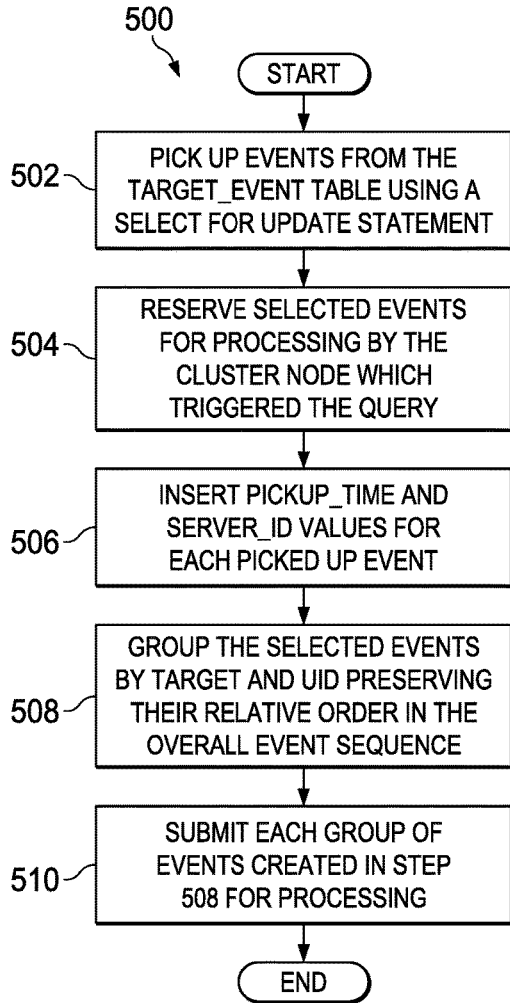 500
START
502
PICK UP EVENTS FROM THE
TARGET_EVENT TABLE USING A
SELECT FOR UPDATE STATEMENT
504
RESERVE SELECTED EVENTS
FOR PROCESSING BY THE
CLUSTER NODE WHICH
TRIGGERED THE QUERY
506
INSERT PICKUP_TIME AND
SERVER_ID VALUES FOR
EACH PICKED UP EVENT
508
GROUP THE SELECTED EVENTS
BY TARGET AND UID PRESERVING
THEIR RELATIVE ORDER IN THE
OVERALL EVENT SEQUENCE
510
SUBMIT EACH GROUP OF
EVENTS CREATED IN STEP
508 FOR PROCESSING
END